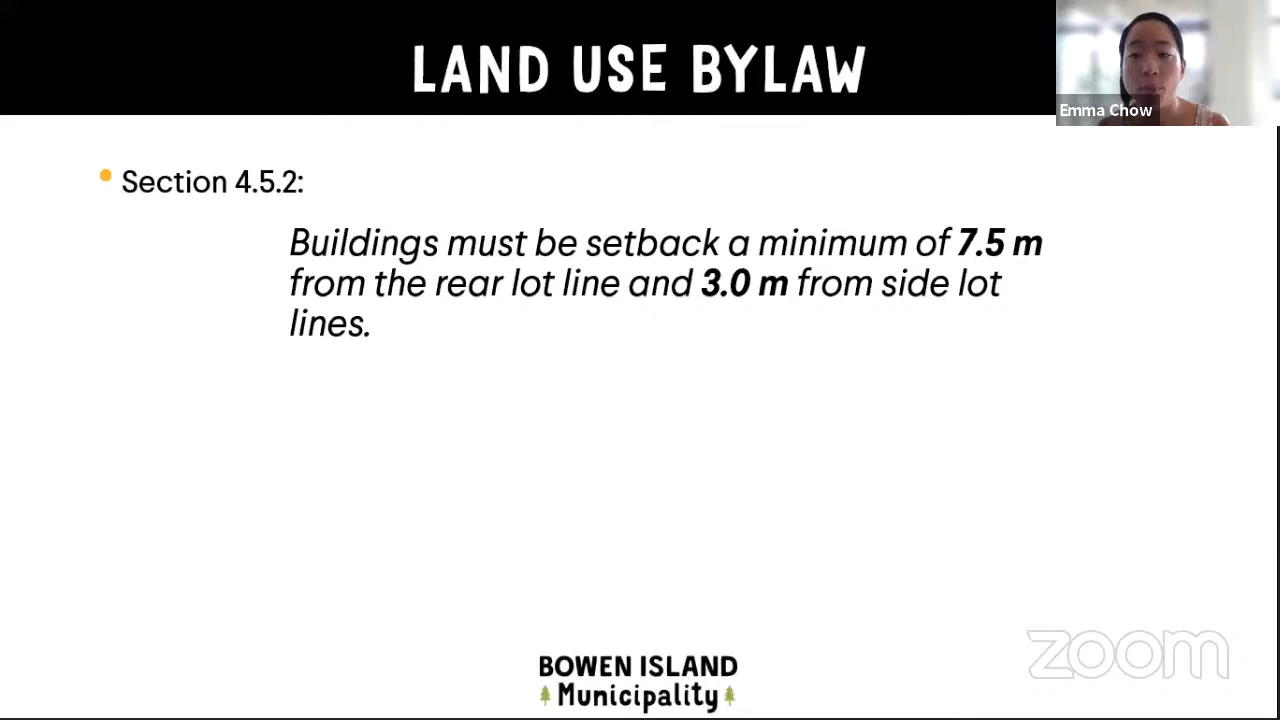 LAND USE BYLAW
Emma Chow
• Section 4.5.2:
Buildings must be setback a minimum of 7.5 m
from the rear lot line and 3.0 m from side lot
lines.
zoom
BOWEN ISLAND
Municipality